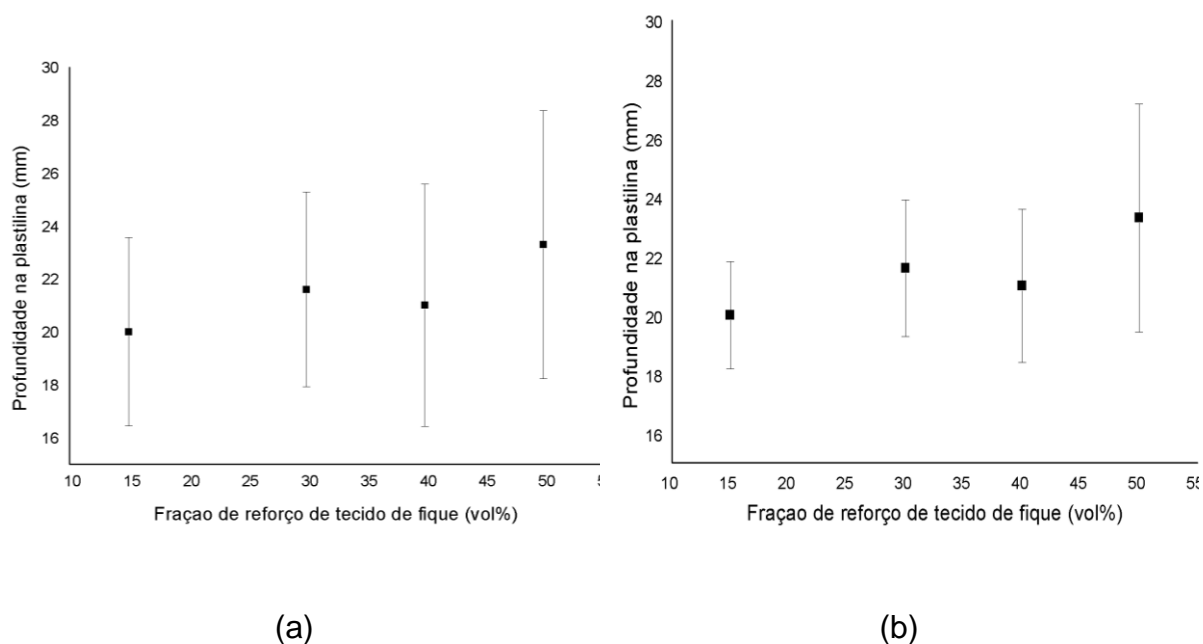 30
28
26
24
22
20
18
16
Profundidade na plastilina (mm)
10 15 20 25 30 35 40 45 50
Fraçao de reforço de tecido de fique (vol%)
(a)
30
28
26
24
22
20
18
16
Profundidade na plastilina (mm)
10 15 20 25 30 35 40 45 50 55
Fraçao de reforço de tecido de fique (vol%)
(b)